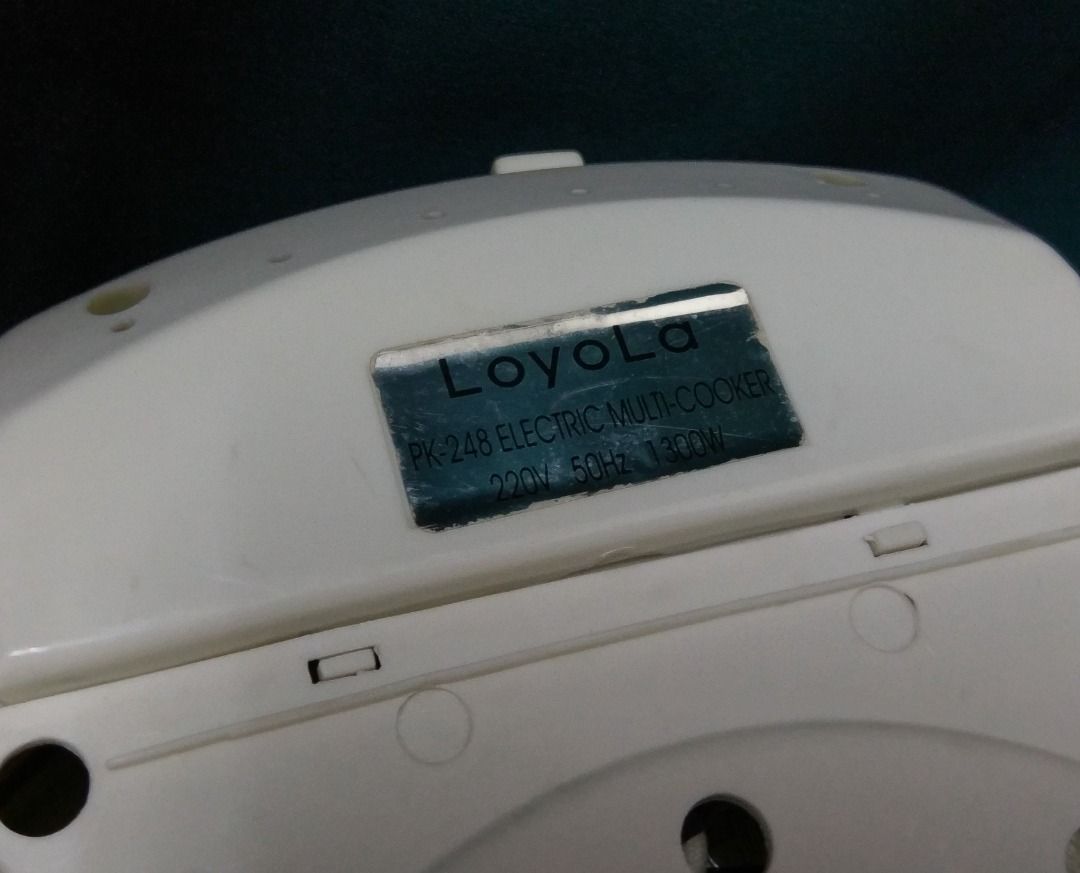 LoyoLa
PK-248 ELECTRIC MULTI-COOKER
220V 50Hz 1300W